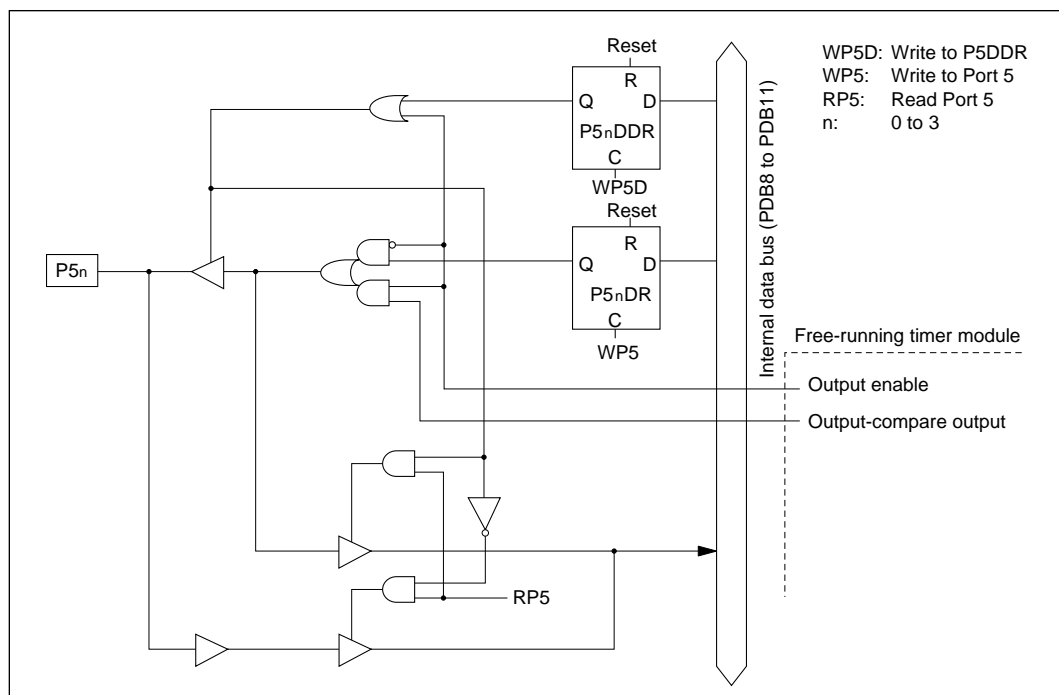 Reset
R
Q
D
P5nDDR
C
WP5D
Reset
R
Q
D
P5nDR
C
WP5
P5n
Internal data bus (PDB8 to PDB11)
WP5D: Write to P5DDR
WP5: Write to Port 5
RP5: Read Port 5
n: 0 to 3
Free-running timer module
Output enable
Output-compare output
RP5